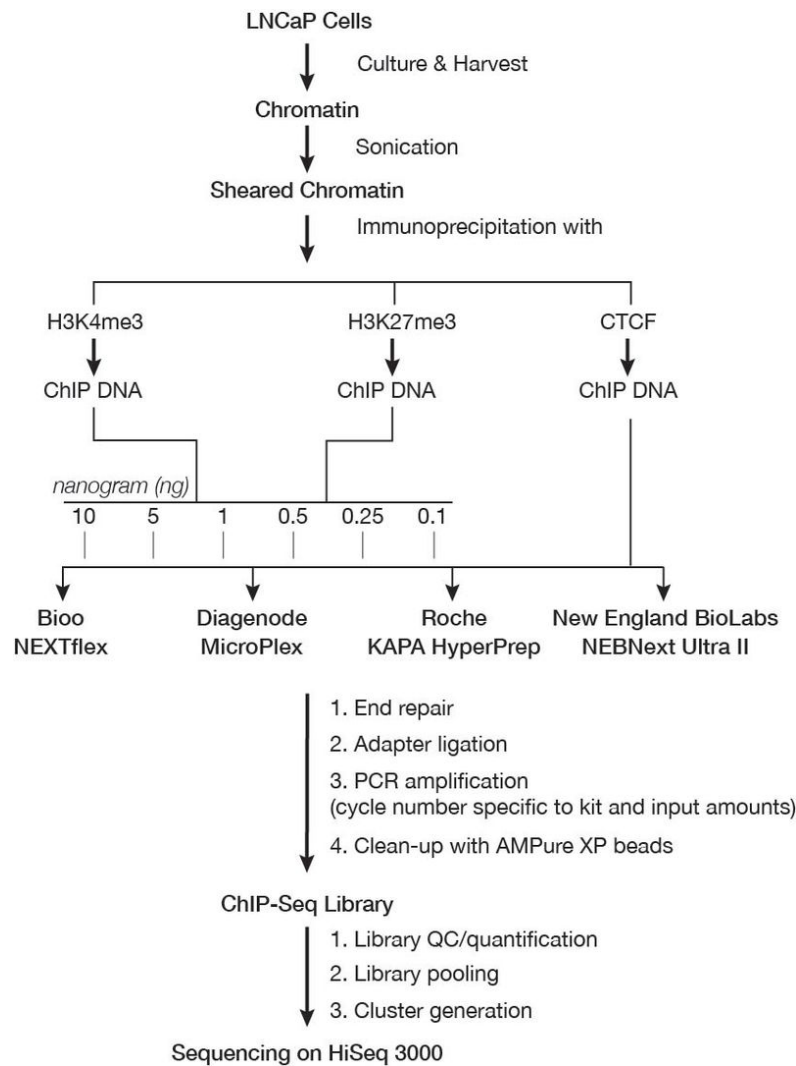 LNCaP Cells
Culture & Harvest
Chromatin
Sonication
Sheared Chromatin
Immunoprecipitation with
H3K4me3 H3K27me3 CTCF
ChIP DNA ChIP DNA ChIP DNA
nanogram (ng)
10 5 1 0.5 0.25 0.1
Bioo Diagenode Roche New England BioLabs
NEXTflex MicroPlex KAPA HyperPrep NEBNext Ultra II
1. End repair
2. Adapter ligation
3. PCR amplification
(cycle number specific to kit and input amounts)
4. Clean-up with AMPure XP beads
ChIP-Seq Library
1. Library QC/quantification
2. Library pooling
3. Cluster generation
Sequencing on HiSeq 3000